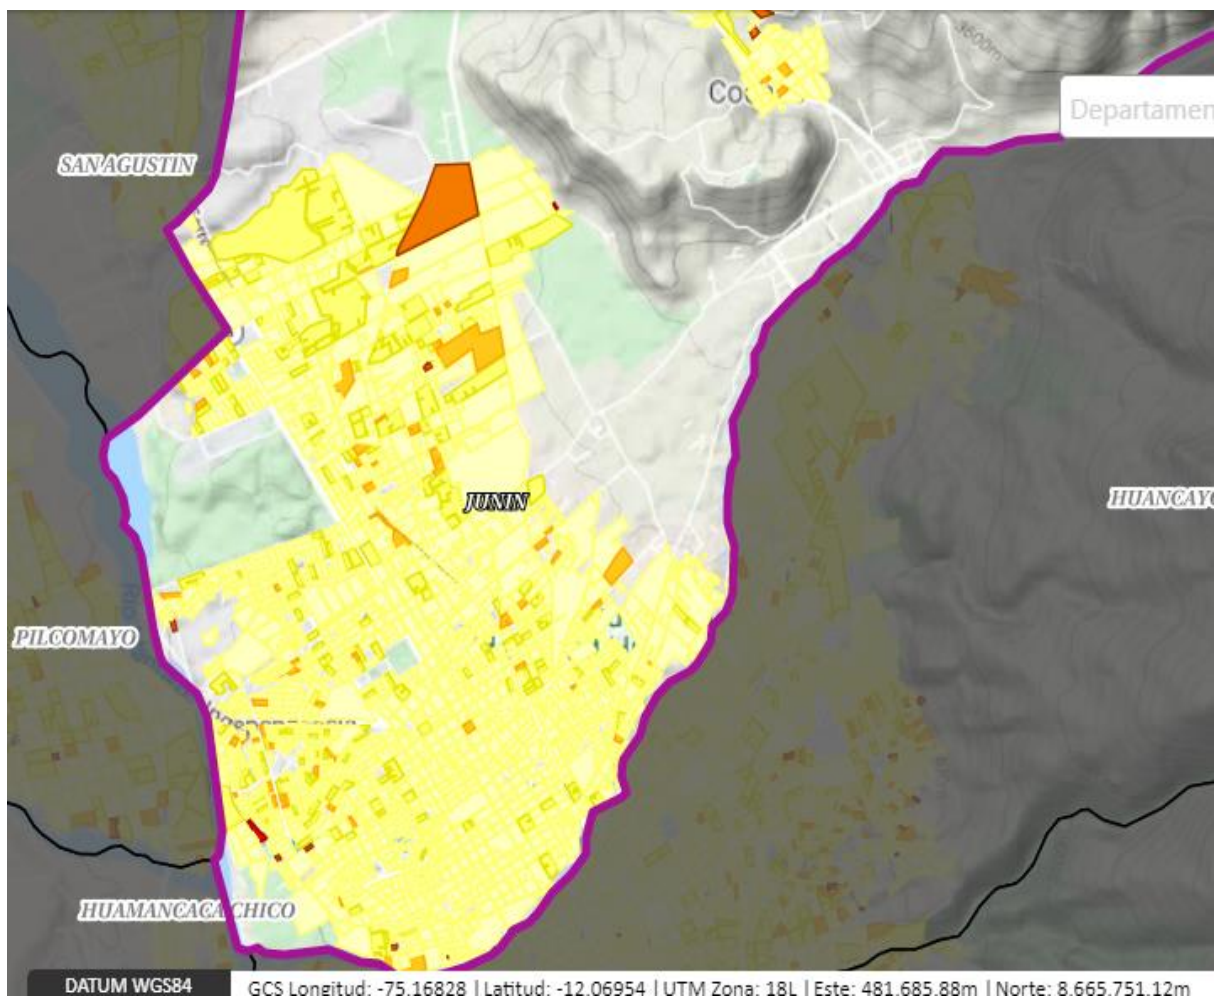 3600m
Departamen
SAN AGUSTIN
JUNIN
HUANCAYO
PILCOMAYO
HUAMANCACA CHICO
DATUM WGS84
GCS Longitud: -75.16828 | Latitud: -12.06954 | UTM Zona: 18L | Este: 481,685.88m | Norte: 8,665,751.12m